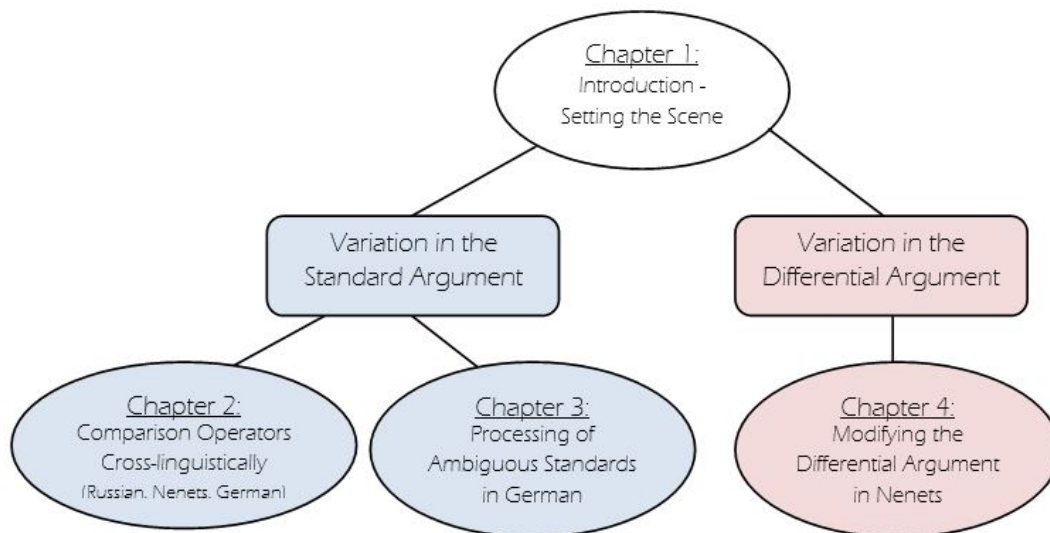 Chapter 1:
Introduction -
Setting the Scene
Variation in the
Standard Argument
Variation in the
Differential Argument
Chapter 2:
Comparison Operators
Cross-linguistically
(Russian, Nenets, German)
Chapter 3:
Processing of
Ambiguous Standards
in German
Chapter 4:
Modifying the
Differential Argument
in Nenets